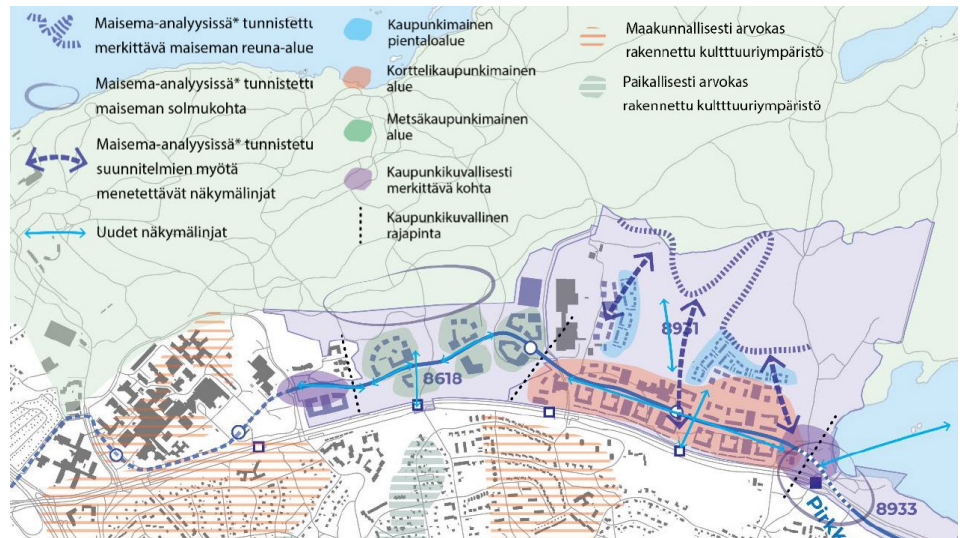 Maisema-analyysissä* tunnistettu
merkittävä maiseman reuna-alue
Maisema-analyysissä* tunnistettu
maiseman solmukohta
Maisema-analyysissä* tunnistetu
suunnitelmien myötä
menetettävät näkymälinjat
Uudet näkymälinjat
Kaupunkimainen
pientaloalue
Korttelikaupunkimainen
alue
Metsäkaupunkimainen
alue
Kaupunkikuvallisesti
merkittävä kohta
Kaupunkikuvallinen
rajapinta
Maakunnallisesti arvokas
rakennettu kultttuuriympäristö
Paikallisesti arvokas
rakennettu kultttuuriympäristö
8931
8618
8933
Pirkk